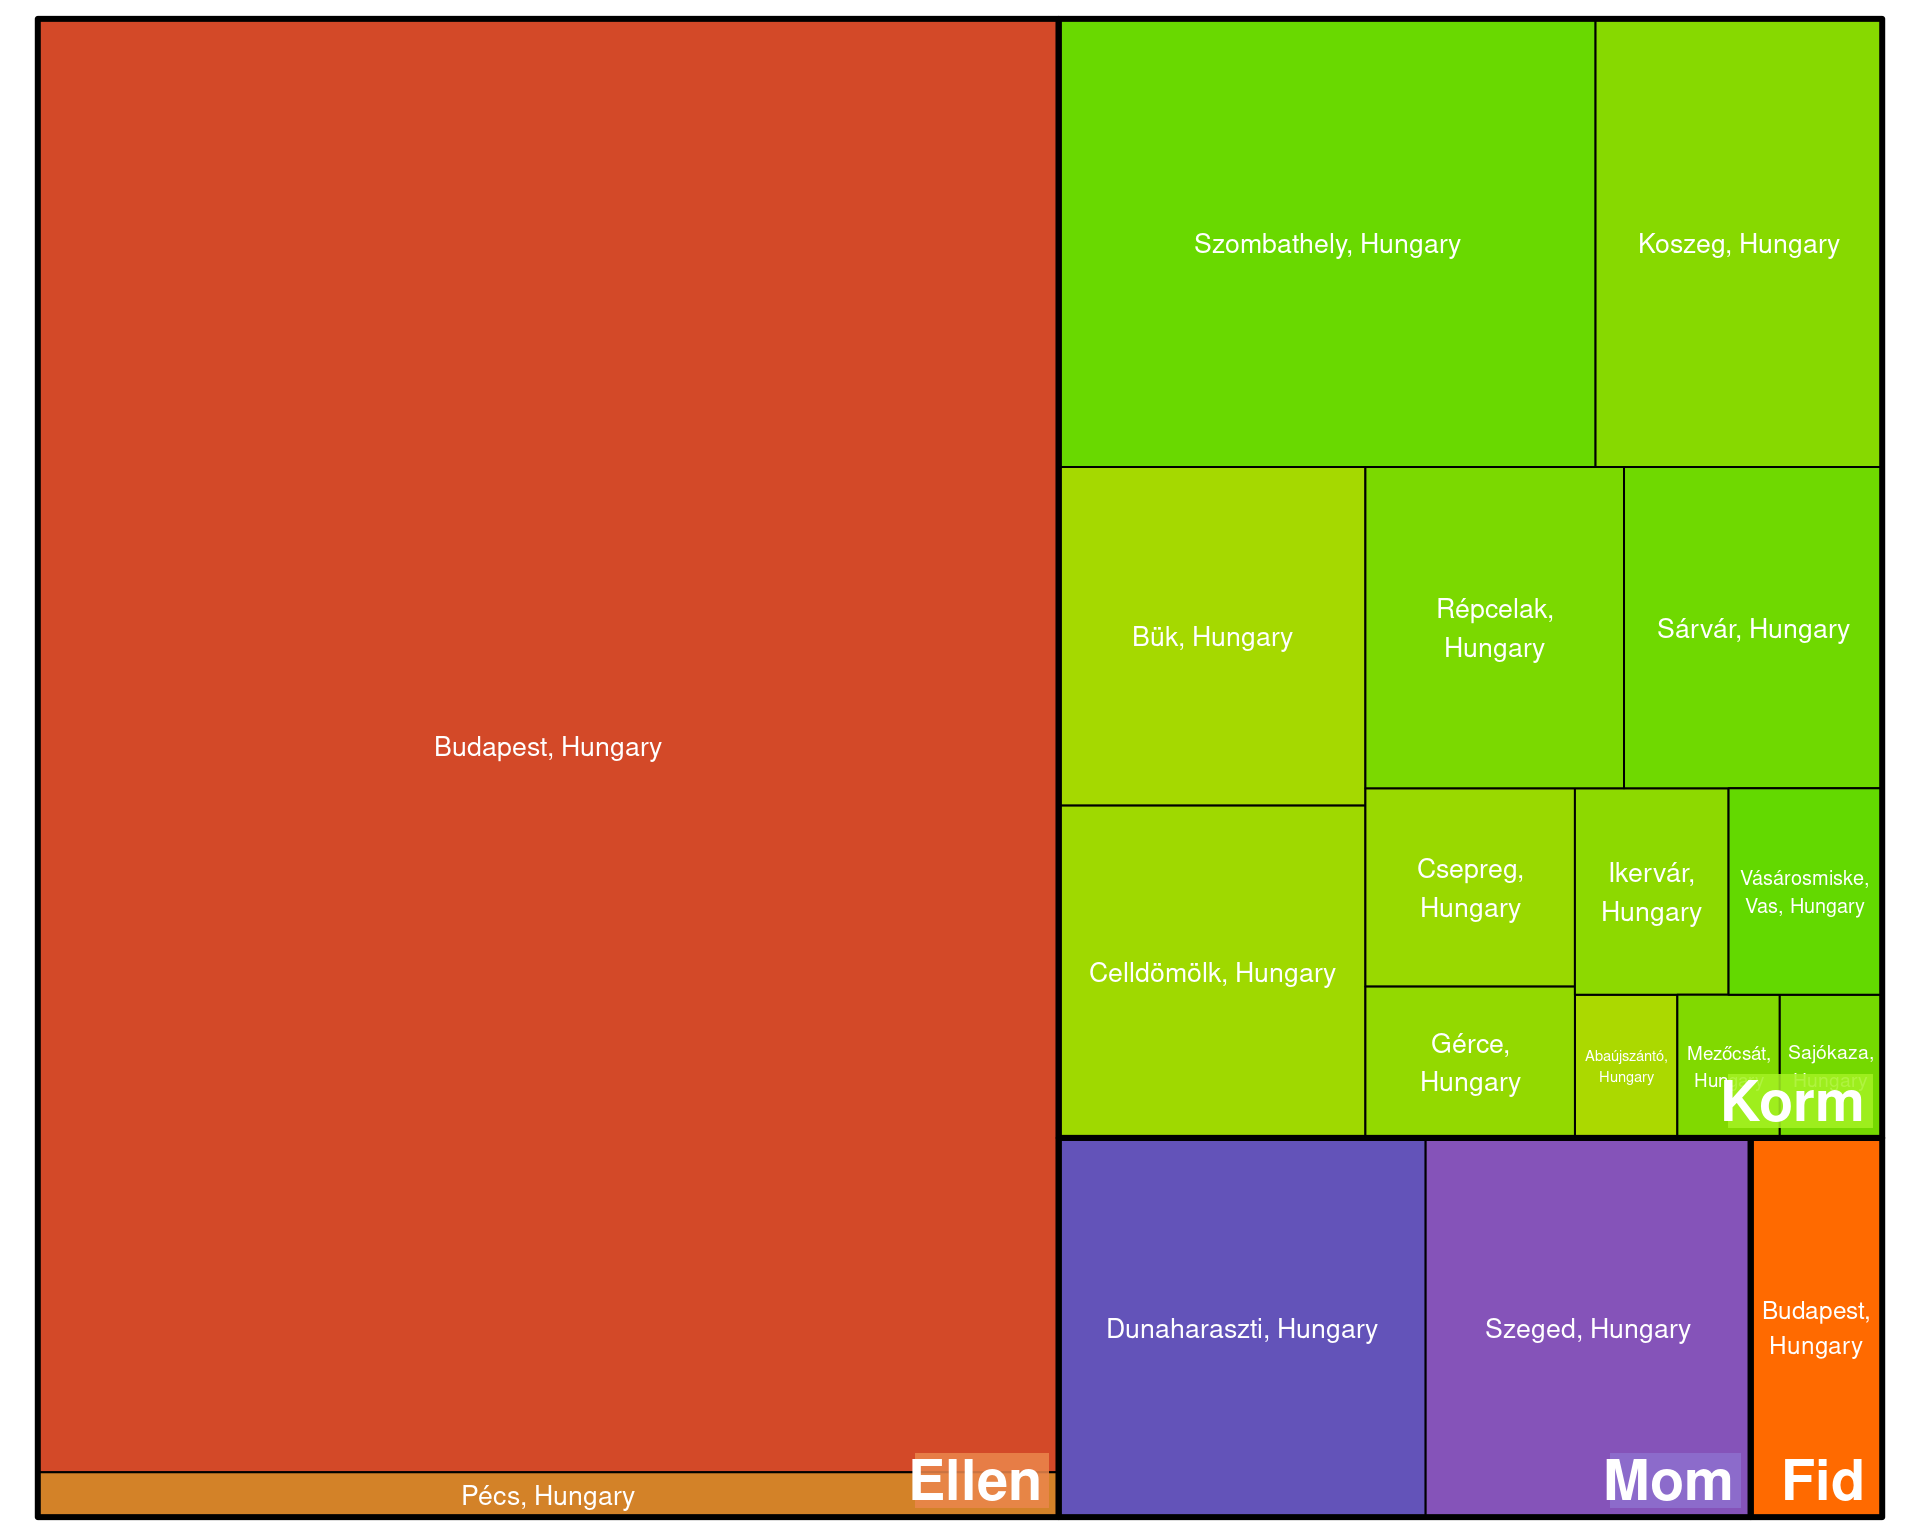 Budapest, Hungary
Pécs, Hungary
Ellen
Szombathely, Hungary
Koszeg, Hungary
Bük, Hungary
Répcelak,
Hungary
Sárvár, Hungary
Celldömölk, Hungary
Csepreg,
Hungary
Ikervár,
Hungary
Vásárosmiske,
Vas, Hungary
Gérce,
Hungary
Abaújszántó,
Hungary
Mezőcsát,
Hungary
Sajókaza,
Hungary
Korm
Dunaharaszti, Hungary
Szeged, Hungary
Mom
Budapest,
Hungary
Fid